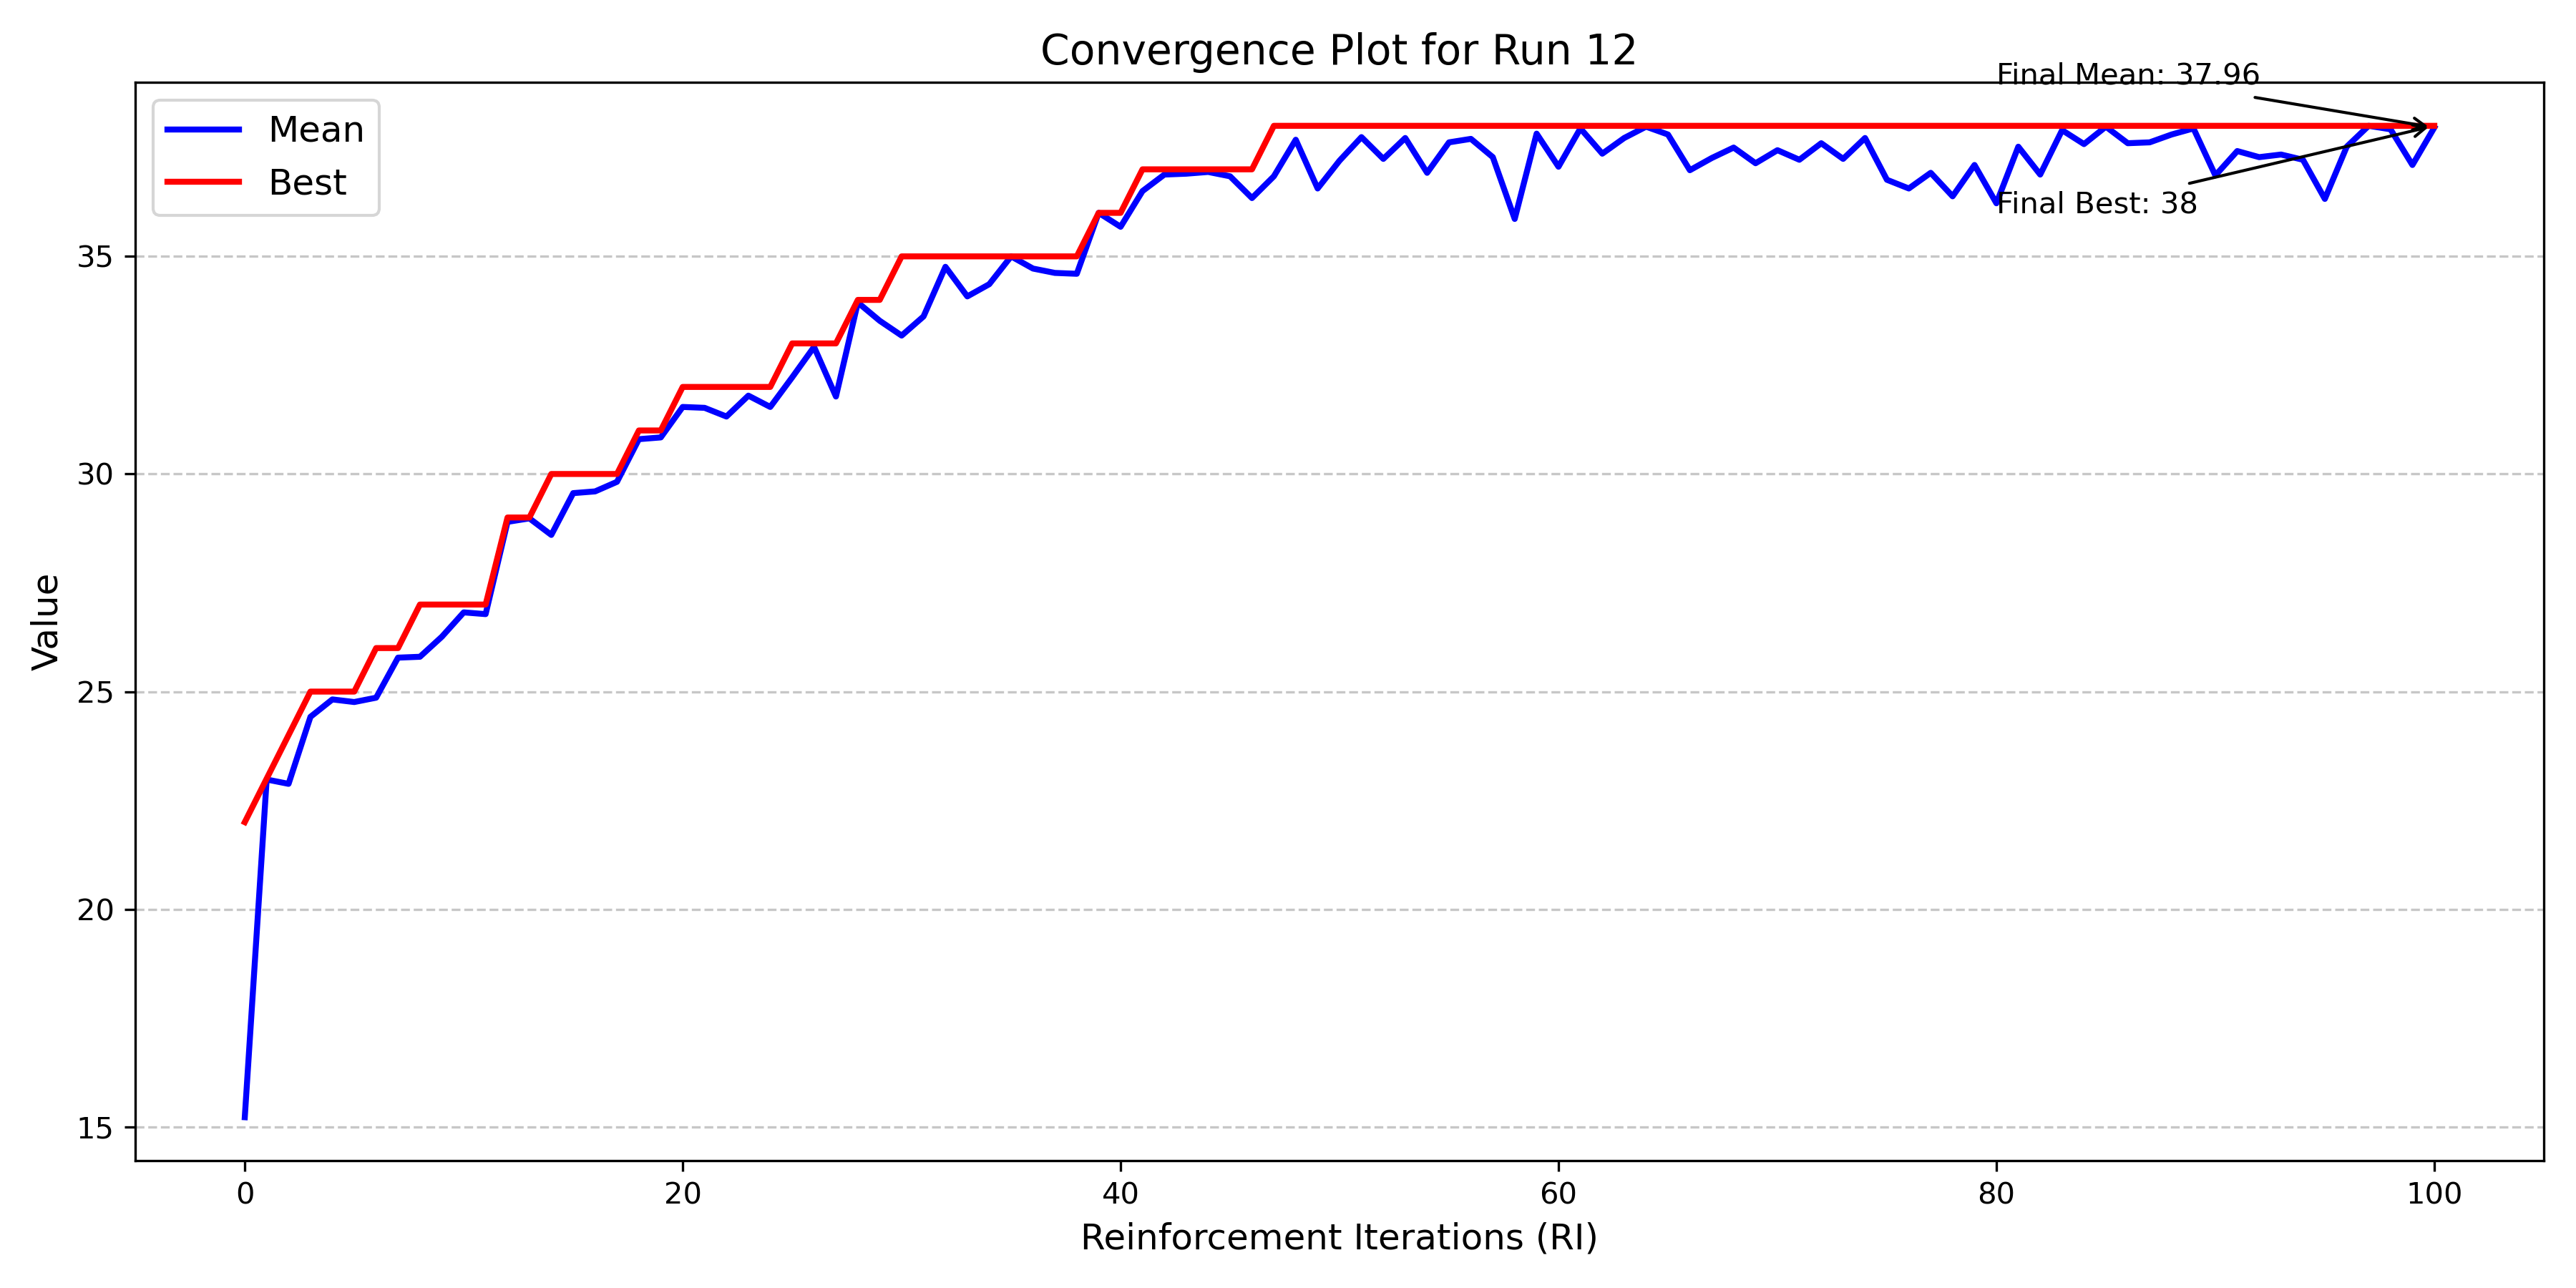 Convergence Plot for Run 12
Final Mean: 37.96
Mean
Best
Final Best: 38
35
30
25
20
15
Value
0 20 40 60 80 100
Reinforcement Iterations (RI)